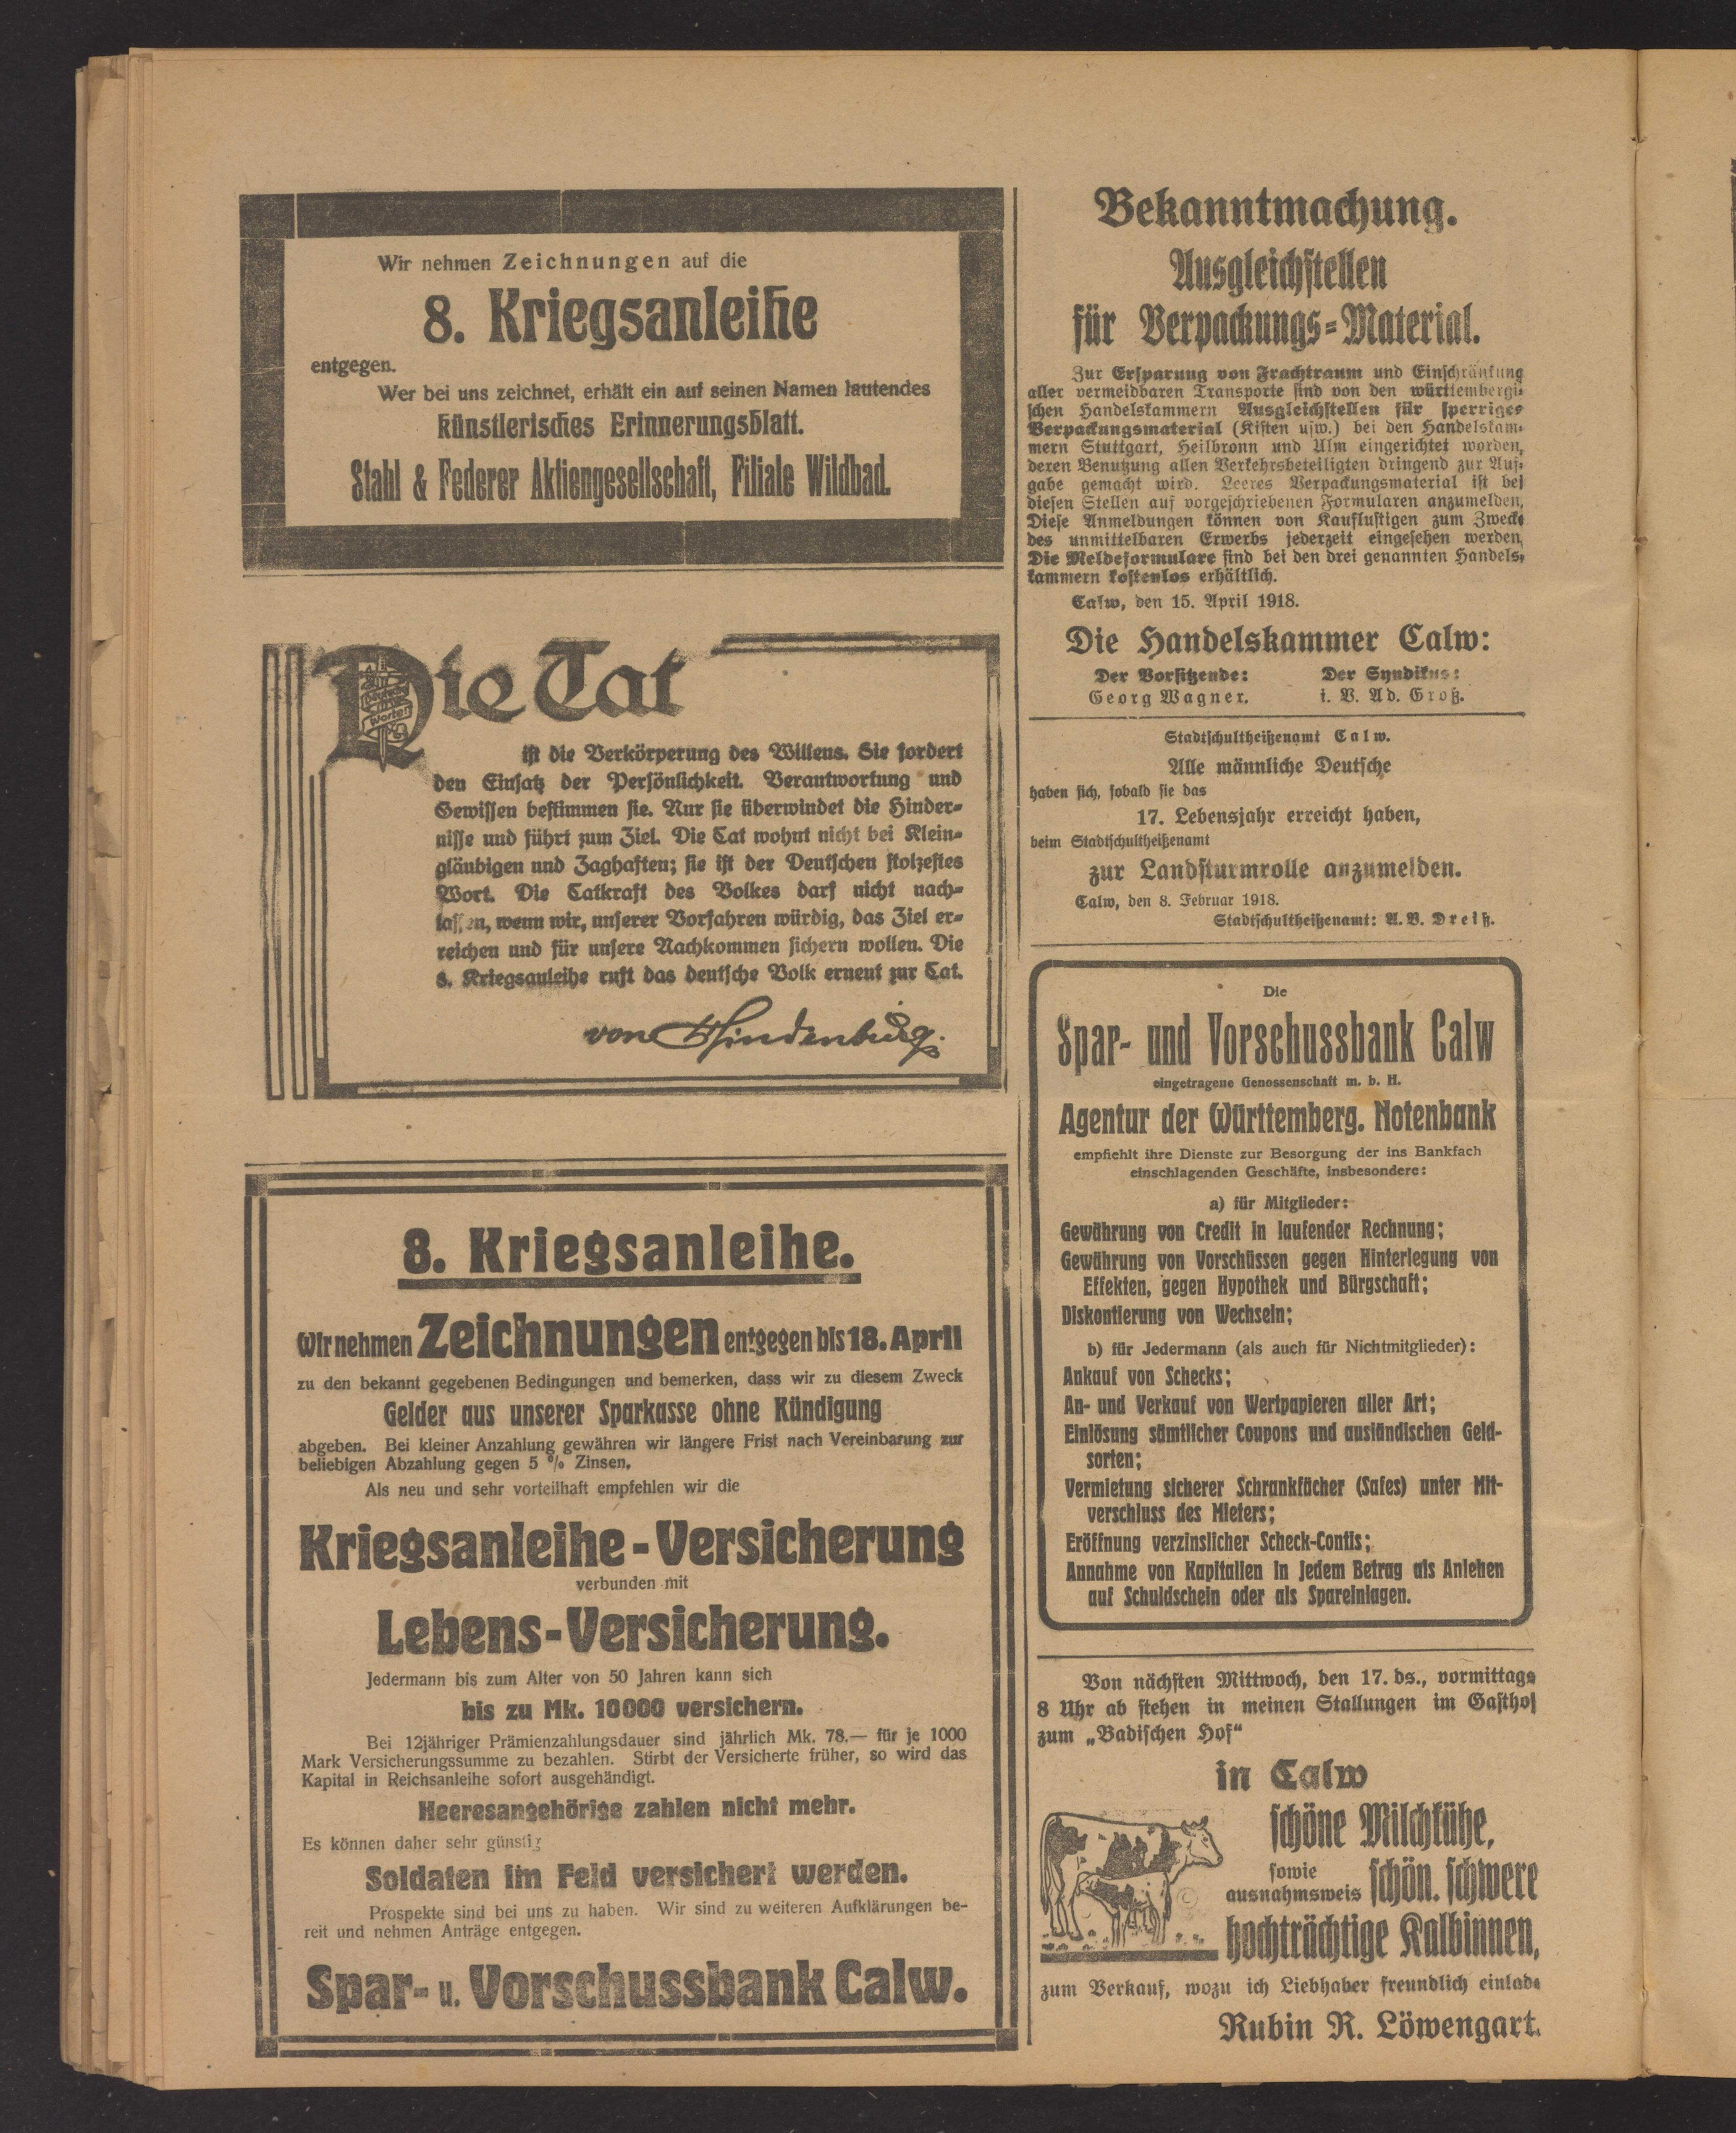 Wir nehmen Zeichnungen auf die
8. Kriegsanleihe
entgegen.
Wer bei uns zeichnet, erhält ein auf seinen Namen lautendes
künstlerisches Erinnerungsblatt.
Stahl & Federer Aktiengesellschaft, Filiale Wildbad.
Die Tat
Deutsche
Worte!
ist die Verkörperung des Willens. Sie fordert
den Einsatz der Persönlichkeit. Verantwortung und
Gewissen bestimmen sie. Nur sie überwindet die Hinder-
nisse und führt zum Ziel. Die Tat wohnt nicht bei Klein-
gläubigen und Zaghaften; sie ist der Deutschen stolzestes
Wort. Die Tatkraft des Volkes darf nicht nach-
lassen, wenn wir, unserer Vorfahren würdig, das Ziel er-
reichen und für unsere Nachkommen sichern wollen. Die
8. Kriegsanleihe ruft das deutsche Volk erneut zur Tat.
von Hindenburg.
8. Kriegsanleihe.
Wir nehmen Zeichnungen entgegen bis 18. April
zu den bekannt gegebenen Bedingungen und bemerken, dass wir zu diesem Zweck
Gelder aus unserer Sparkasse ohne Kündigung
abgeben. Bei kleiner Anzahlung gewähren wir längere Frist nach Vereinbarung zur
beliebigen Abzahlung gegen 5 % Zinsen.
Als neu und sehr vorteilhaft empfehlen wir die
Kriegsanleihe-Versicherung
verbunden mit
Lebens-Versicherung.
Jedermann bis zum Alter von 50 Jahren kann sich
bis zu Mk. 10000 versichern.
Bei 12jähriger Prämienzahlungsdauer sind jährlich Mk. 78.— für je 1000
Mark Versicherungssumme zu bezahlen. Stirbt der Versicherte früher, so wird das
Kapital in Reichsanleihe sofort ausgehändigt.
Heeresangehörige zahlen nicht mehr.
Es können daher sehr günstig
Soldaten im Feld versichert werden.
Prospekte sind bei uns zu haben. Wir sind zu weiteren Aufklärungen be-
reit und nehmen Anträge entgegen.
Spar- u. Vorschussbank Calw.
Bekanntmachung.
Ausgleichstellen
für Verpackungs-Material.
Zur Ersparung von Frachtraum und Einschränkung
aller vermeidbaren Transporte sind von den württembergi-
schen Handelskammern Ausgleichstellen für sperriges
Verpackungsmaterial (Kisten usw.) bei den Handelskam-
mern Stuttgart, Heilbronn und Ulm eingerichtet worden,
deren Benutzung allen Verkehrsbeteiligten dringend zur Auf-
gabe gemacht wird. Leeres Verpackungsmaterial ist bei
diesen Stellen auf vorgeschriebenen Formularen anzumelden,
Diese Anmeldungen können von Kauflustigen zum Zwecke
des unmittelbaren Erwerbs jederzeit eingesehen werden,
Die Meldeformulare sind bei den drei genannten Handels-
kammern kostenlos erhältlich.
Calw, den 15. April 1918.
Die Handelskammer Calw:
Der Vorsitzende: Der Syndikus:
Georg Wagner. i. V. Ad. Groß.
Stadtschultheißenamt Calw.
Alle männliche Deutsche
haben sich, sobald sie das
17. Lebensjahr erreicht haben,
beim Stadtschultheißenamt
zur Landsturmrolle anzumelden.
Calw, den 8. Februar 1918.
Stadtschultheißenamt: A. V. Dreiß.
Die
Spar- und Vorschussbank Calw
eingetragene Genossenschaft m. b. H.
Agentur der Württemberg. Notenbank
empfiehlt ihre Dienste zur Besorgung der ins Bankfach
einschlagenden Geschäfte, insbesondere:
a) für Mitglieder:
Gewährung von Credit in laufender Rechnung;
Gewährung von Vorschüssen gegen Hinterlegung von
Effekten, gegen Hypothek und Bürgschaft;
Diskontierung von Wechseln;
b) für Jedermann (als auch für Nichtmitglieder):
Ankauf von Schecks;
An- und Verkauf von Wertpapieren aller Art;
Einlösung sämtlicher Coupons und ausländischen Geld-
sorten;
Vermietung sicherer Schrankfächer (Safes) unter Mit-
verschluss des Mieters;
Eröffnung verzinslicher Scheck-Contis;
Annahme von Kapitalien in jedem Betrag als Anlehen
auf Schuldschein oder als Spareinlagen.
Von nächsten Mittwoch, den 17. ds., vormittags
8 Uhr ab stehen in meinen Stallungen im Gasthof
zum „Badischen Hof“
in Calw
schöne Milchkühe,
sowie
ausnahmsweis schön. schwere
hochträchtige Kalbinnen,
zum Verkauf, wozu ich Liebhaber freundlich einlade
Rubin R. Löwengart.